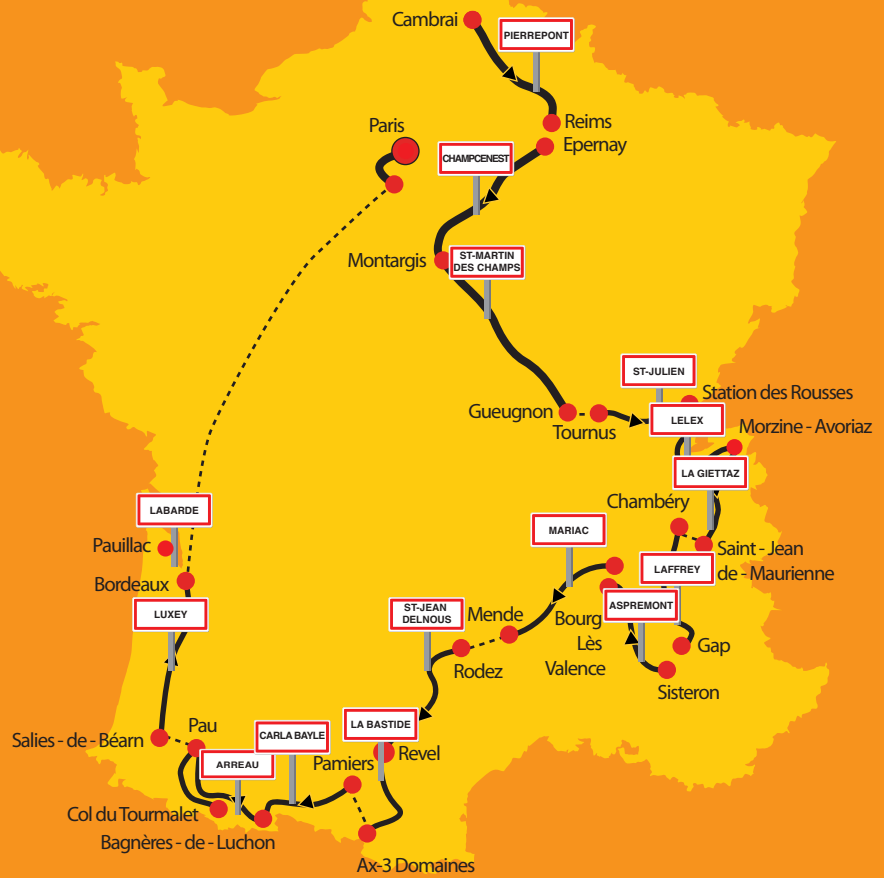 Cambrai
PIERREPONT
Reims
Paris
Epernay
CHAMPCENEST
Montargis
ST-MARTIN
DES CHAMPS
ST-JULIEN
Station des Rousses
Gueugnon
LELEX
Morzine - Avoriaz
Tournus
LA GIETTAZ
Chambéry
LABARDE
MARIAC
Pauillac
Saint - Jean
de - Maurienne
LAFFREY
Bordeaux
LUXEY
ST-JEAN
DELNOUS
Mende
Bourg
Lès
Valence
ASPREMONT
Gap
Rodez
Sisteron
Salies - de - Béarn
Pau
CARLA BAYLE
LA BASTIDE
Revel
ARREAU
Pamiers
Col du Tourmalet
Bagnères - de - Luchon
Ax-3 Domaines